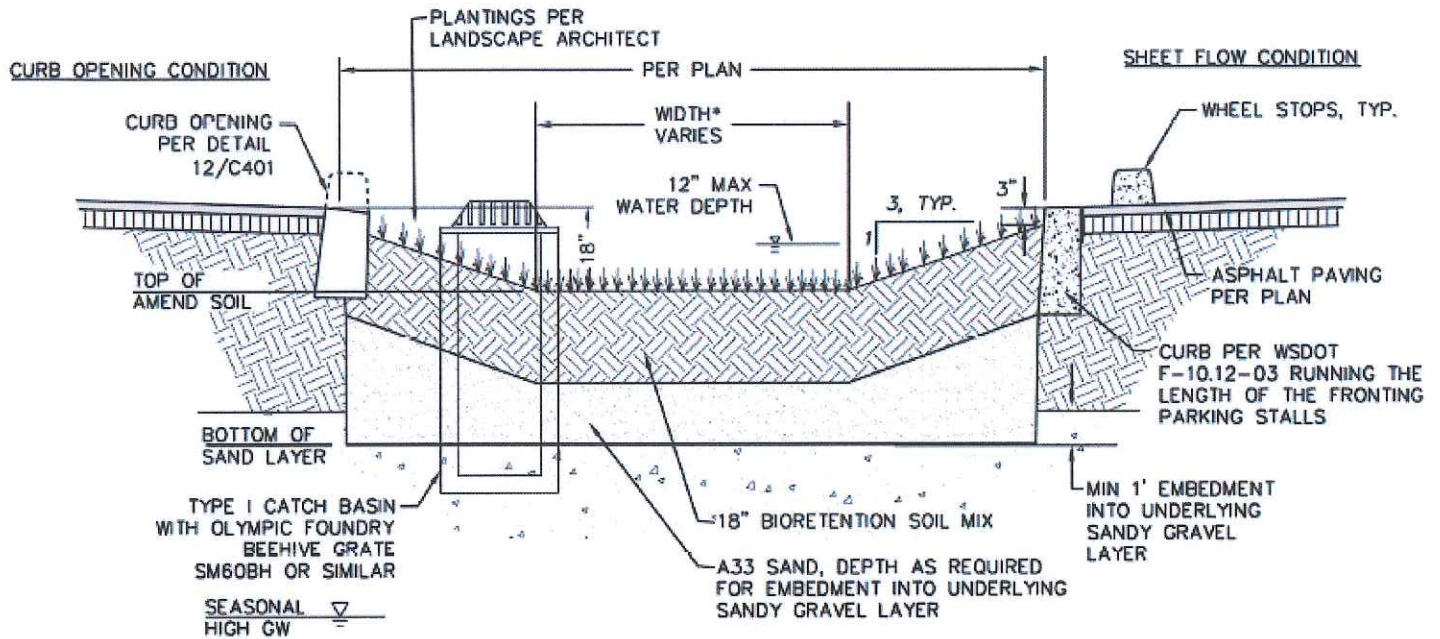 PLANTINGS PER
LANDSCAPE ARCHITECT
CURB OPENING CONDITION
PER PLAN
SHEET FLOW CONDITION
CURB OPENING
PER DETAIL
12/C401
WIDTH*
VARIES
WHEEL STOPS, TYP.
12" MAX
WATER DEPTH
3, TYP.
1
3"
18"
TOP OF
AMEND SOIL
ASPHALT PAVING
PER PLAN
CURB PER WSDOT
F-10.12-03 RUNNING THE
LENGTH OF THE FRONTING
PARKING STALLS
BOTTOM OF
SAND LAYER
TYPE I CATCH BASIN
WITH OLYMPIC FOUNDRY
BEEHIVE GRATE
SM60BH OR SIMILAR
18" BIORETENTION SOIL MIX
MIN 1' EMBEDMENT
INTO UNDERLYING
SANDY GRAVEL
LAYER
A33 SAND, DEPTH AS REQUIRED
FOR EMBEDMENT INTO UNDERLYING
SANDY GRAVEL LAYER
SEASONAL
HIGH GW